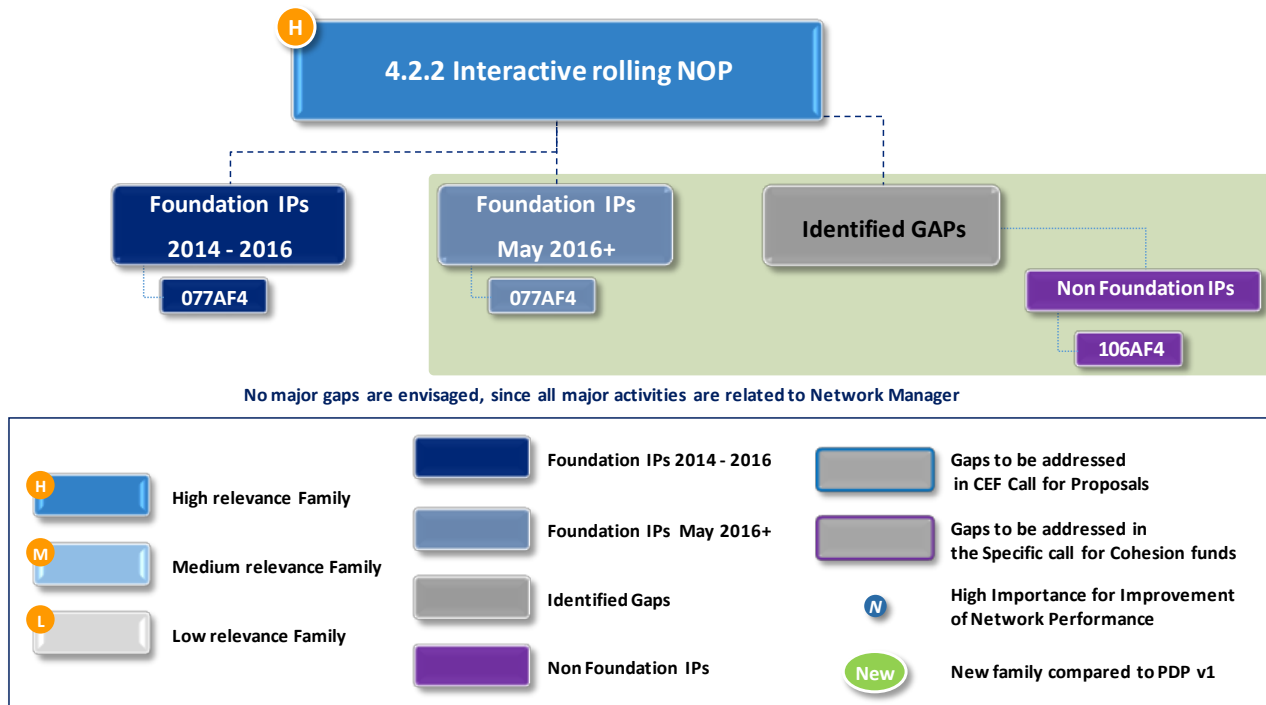 H
4.2.2 Interactive rolling NOP
Foundation IPs
2014 - 2016
077AF4
Foundation IPs
May 2016+
077AF4
Identified GAPs
Non Foundation IPs
106AF4
No major gaps are envisaged, since all major activities are related to Network Manager
H
High relevance Family
M
Medium relevance Family
L
Low relevance Family
Foundation IPs 2014 - 2016
Foundation IPs May 2016+
Identified Gaps
Non Foundation IPs
Gaps to be addressed
in CEF Call for Proposals
Gaps to be addressed in
the Specific call for Cohesion funds
N
High Importance for Improvement
of Network Performance
New
New family compared to PDP v1